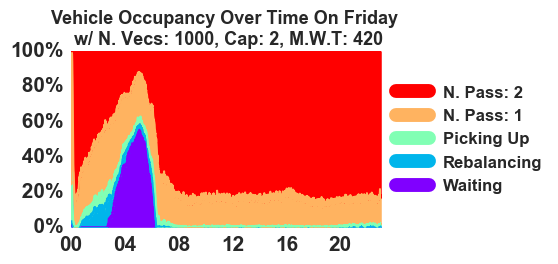 Vehicle Occupancy Over Time On Friday
w/ N. Vecs: 1000, Cap: 2, M.W.T: 420
100%
80%
60%
40%
20%
0%
00 04 08 12 16 20
N. Pass: 2
N. Pass: 1
Picking Up
Rebalancing
Waiting